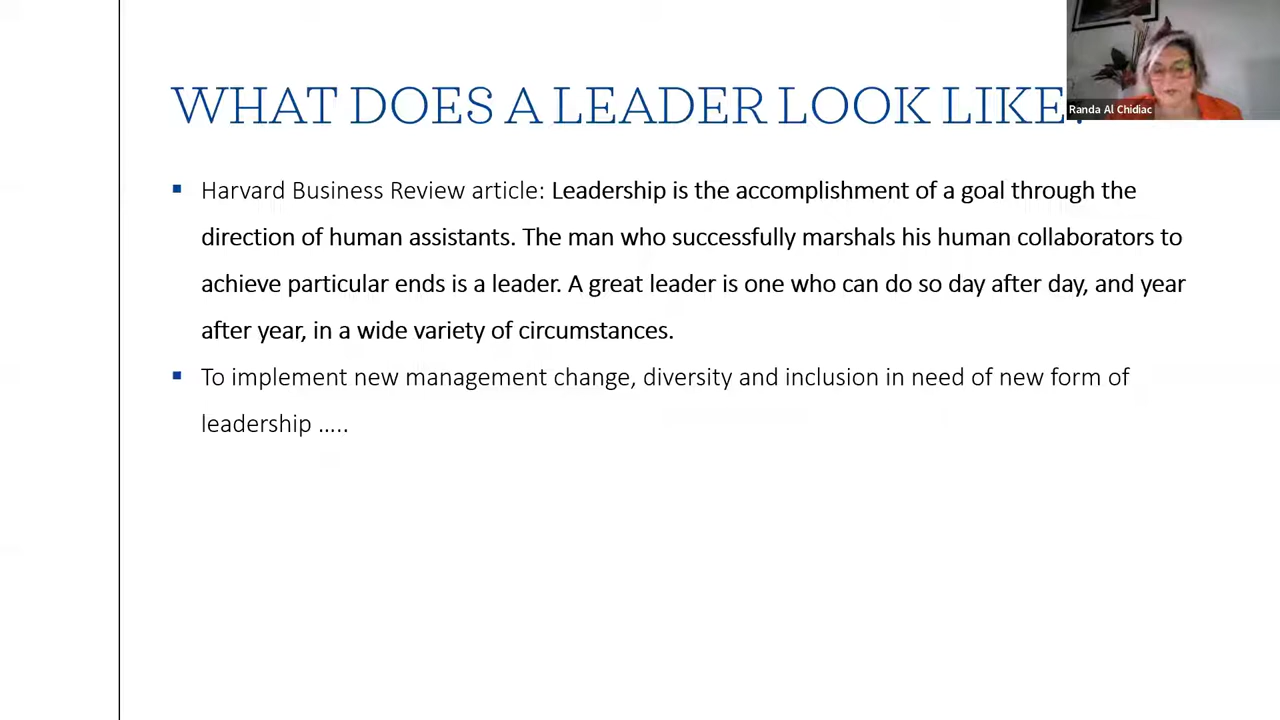 WHAT DOES A LEADER LOOK LIKE?
Randa Al Chidiac
Harvard Business Review article: Leadership is the accomplishment of a goal through the
direction of human assistants. The man who successfully marshals his human collaborators to
achieve particular ends is a leader. A great leader is one who can do so day after day, and year
after year, in a wide variety of circumstances.
To implement new management change, diversity and inclusion in need of new form of
leadership …..